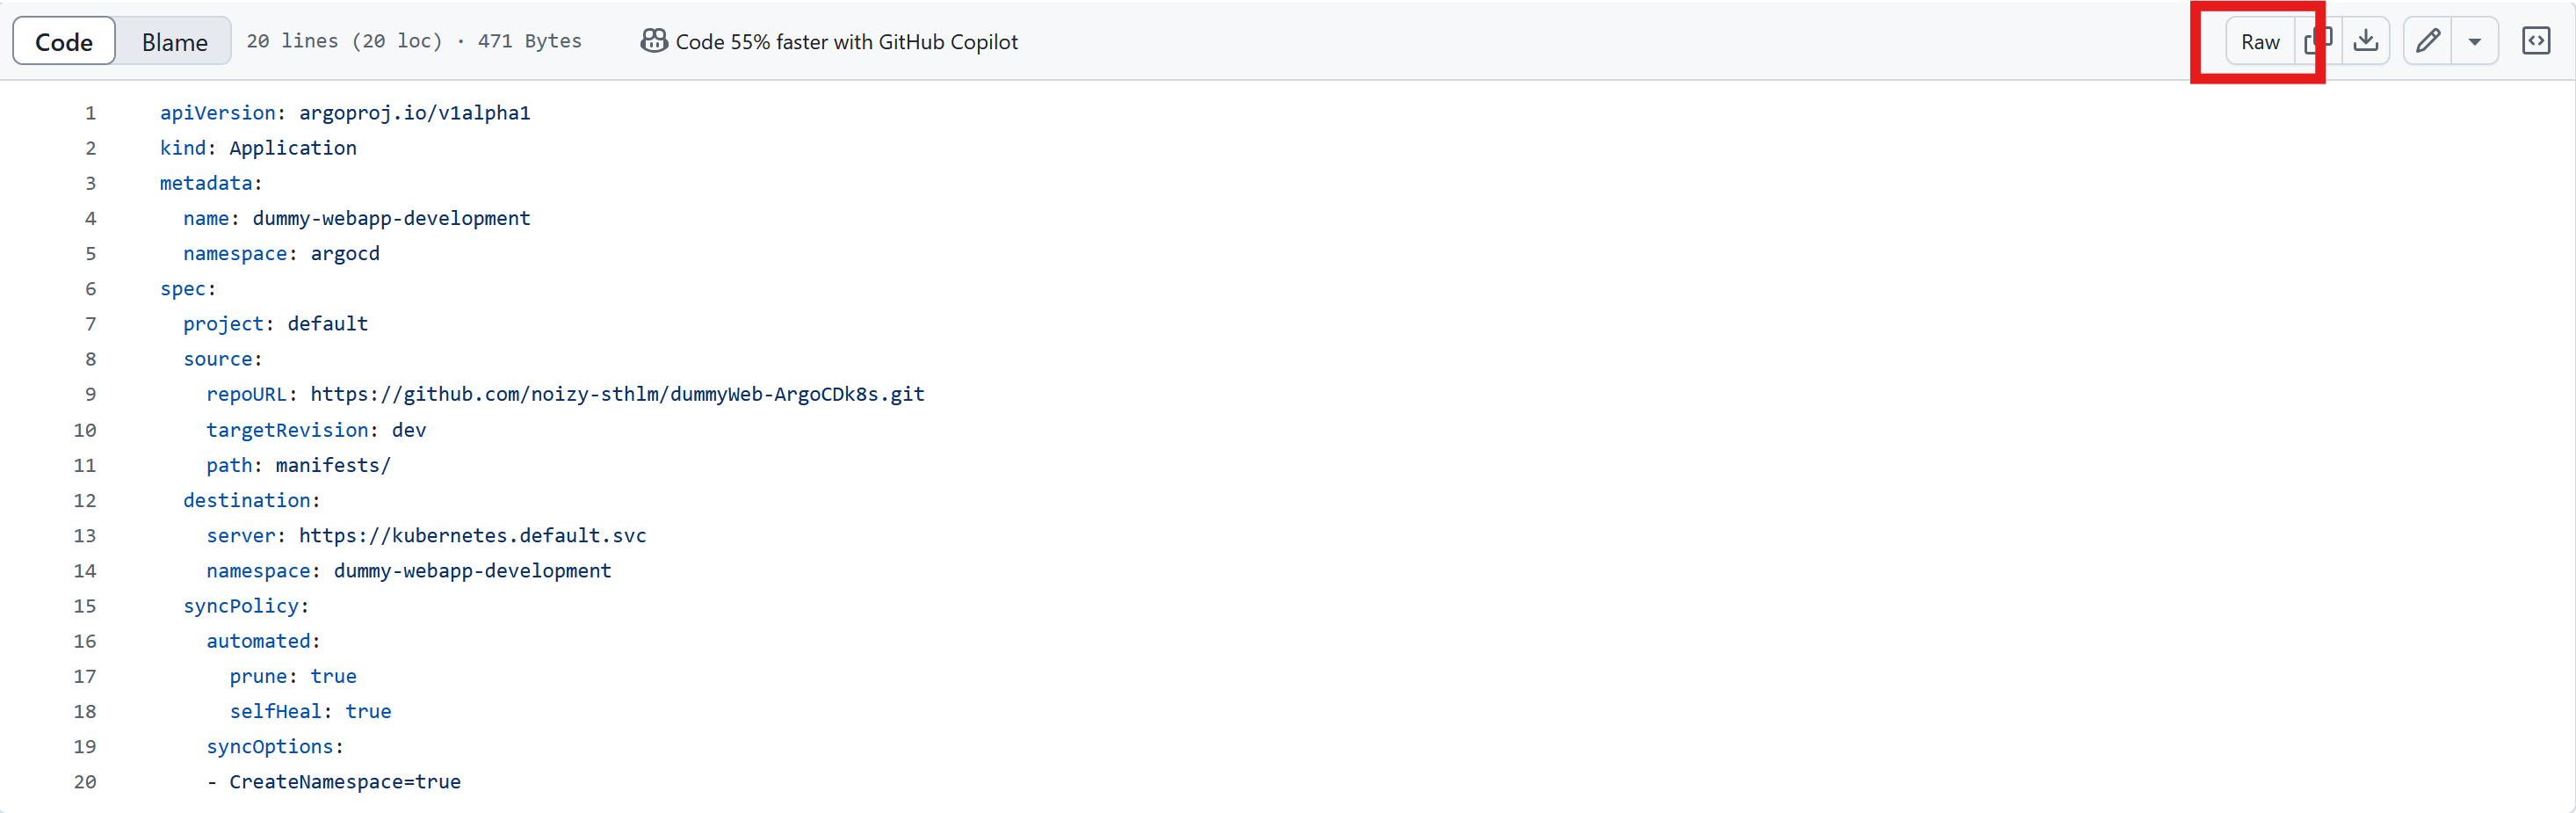 Code Blame 20 lines (20 loc) · 471 Bytes Code 55% faster with GitHub Copilot Raw
1 apiVersion: argoproj.io/v1alpha1
2 kind: Application
3 metadata:
4   name: dummy-webapp-development
5   namespace: argocd
6 spec:
7   project: default
8   source:
9     repoURL: https://github.com/noizy-sthlm/dummyWeb-ArgoCDk8s.git
10     targetRevision: dev
11     path: manifests/
12   destination:
13     server: https://kubernetes.default.svc
14     namespace: dummy-webapp-development
15   syncPolicy:
16     automated:
17       prune: true
18       selfHeal: true
19     syncOptions:
20     - CreateNamespace=true